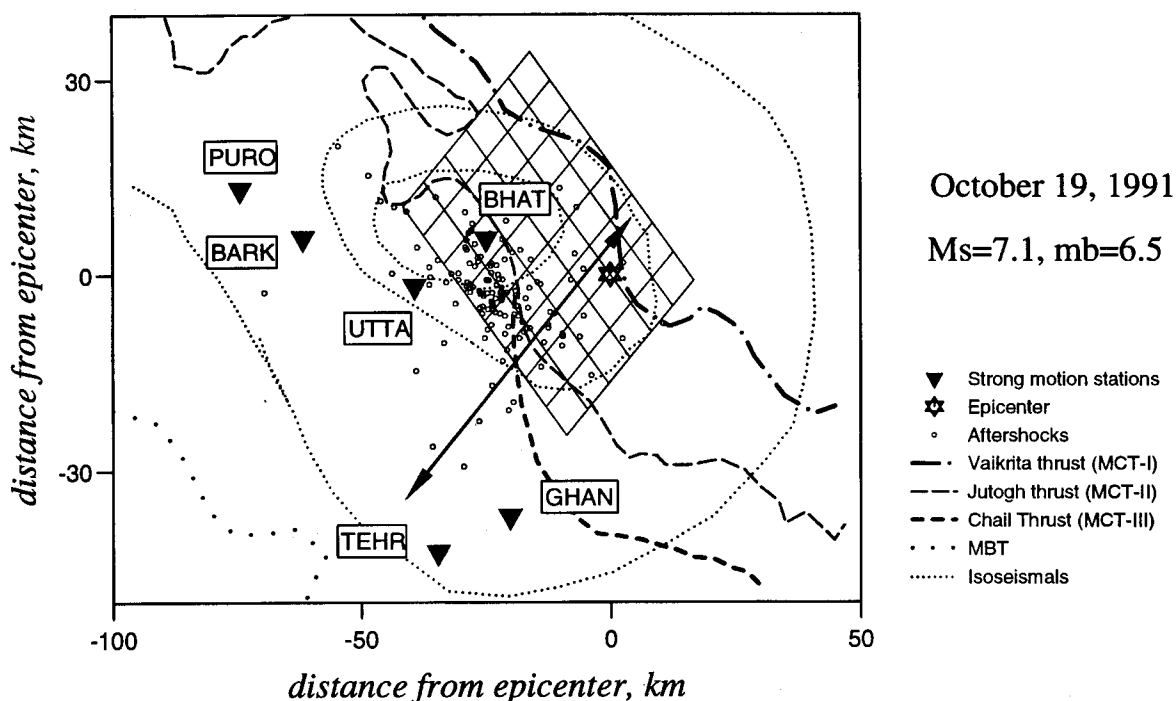 distance from epicenter, km
30
0
-30
-100
-50
0
50
distance from epicenter, km
PURO
BARK
UTTA
BHAT
GHAN
TEHR
October 19, 1991
Ms=7.1, mb=6.5
Strong motion stations
Epicenter
Aftershocks
Vaikrita thrust (MCT-I)
Jutogh thrust (MCT-II)
Chail Thrust (MCT-III)
MBT
Isoseismals